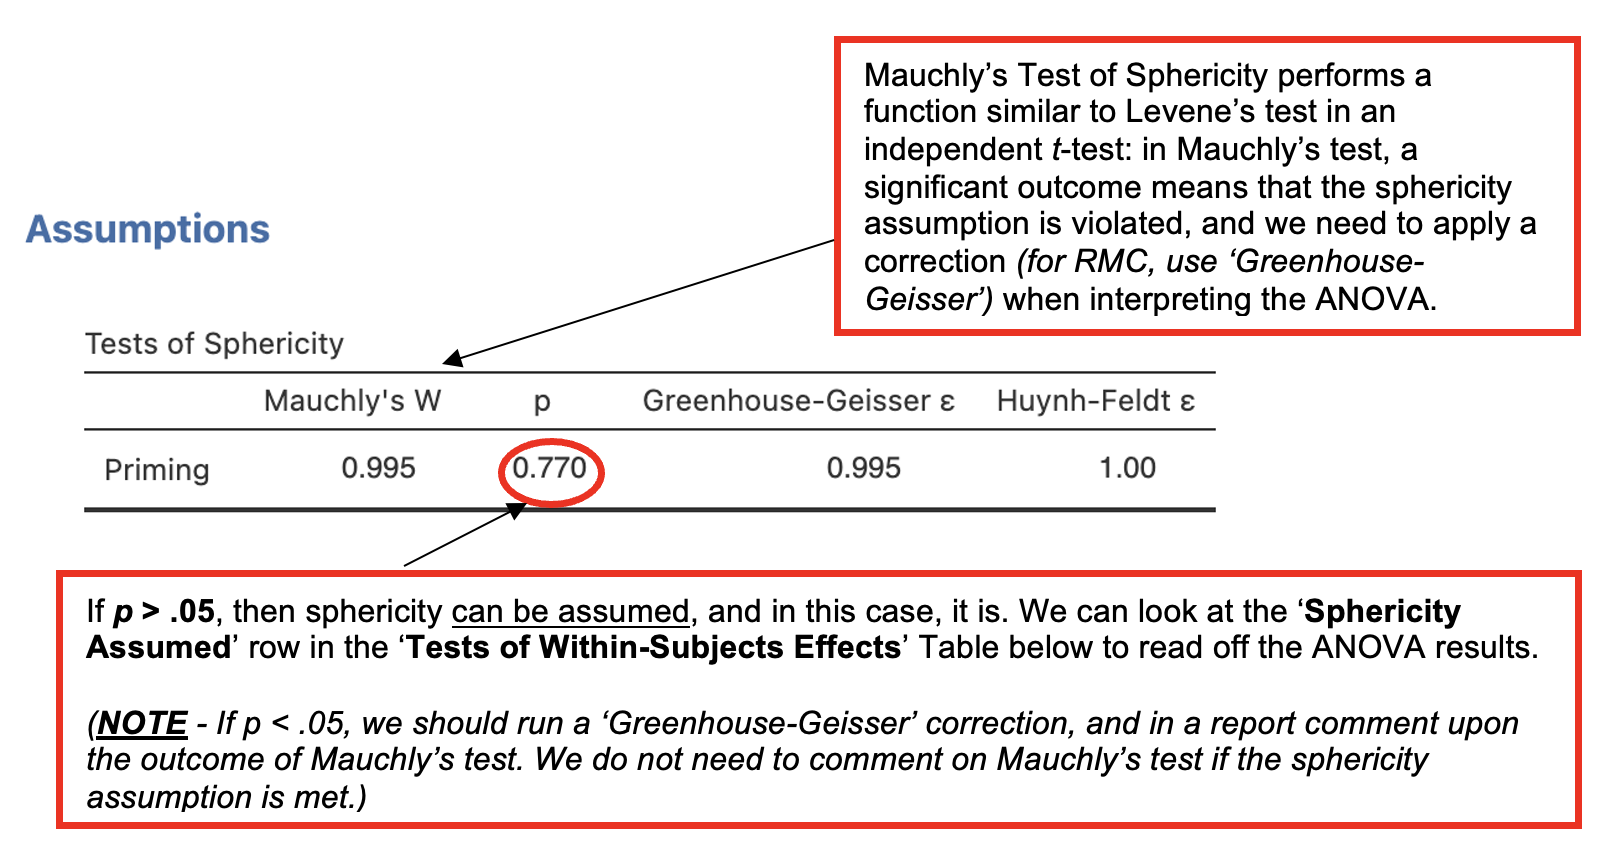 Mauchly’s Test of Sphericity performs a
function similar to Levene’s test in an
independent t-test: in Mauchly’s test, a
significant outcome means that the sphericity
assumption is violated, and we need to apply a
correction (for RMC, use ‘Greenhouse-
Geisser’) when interpreting the ANOVA.
Assumptions
Tests of Sphericity
Mauchly's W p Greenhouse-Geisser ε Huynh-Feldt ε
Priming 0.995 0.770 0.995 1.00
If p > .05, then sphericity can be assumed, and in this case, it is. We can look at the ‘Sphericity
Assumed’ row in the ‘Tests of Within-Subjects Effects’ Table below to read off the ANOVA results.
(NOTE - If p < .05, we should run a ‘Greenhouse-Geisser’ correction, and in a report comment upon
the outcome of Mauchly’s test. We do not need to comment on Mauchly’s test if the sphericity
assumption is met.)